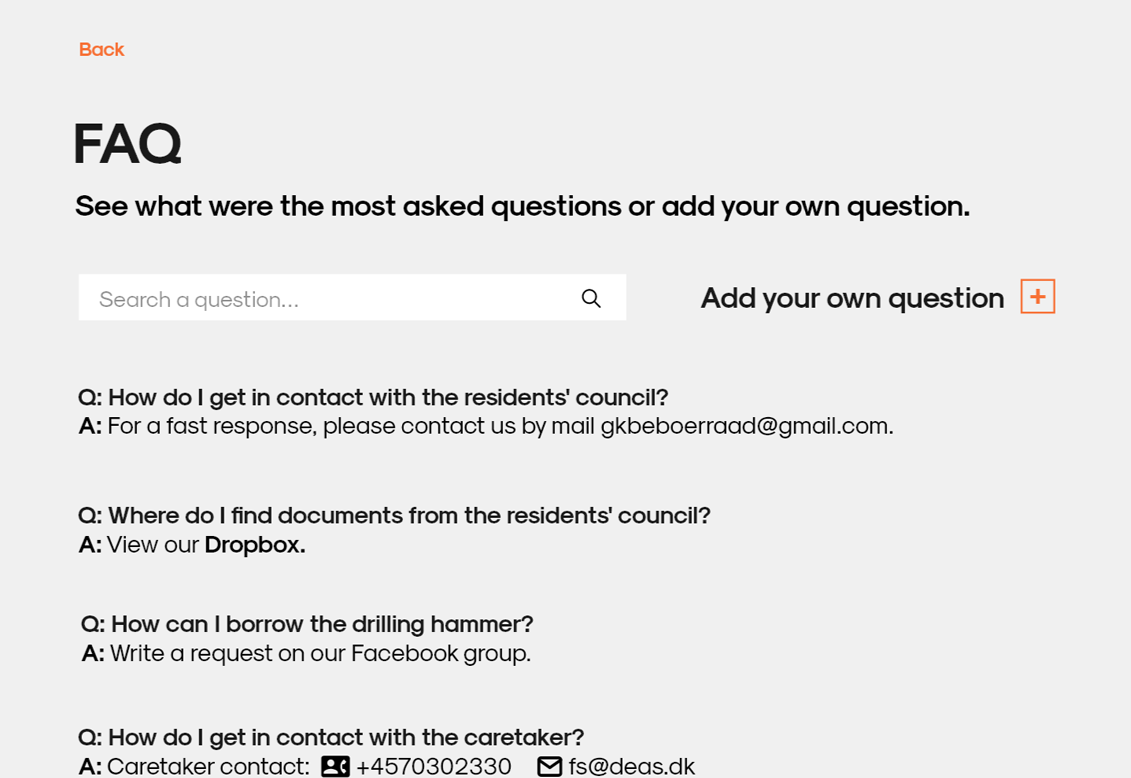 Back
FAQ
See what were the most asked questions or add your own question.
Search a question...
Add your own question
Q: How do I get in contact with the residents' council?
A: For a fast response, please contact us by mail gkbeboerraad@gmail.com.
Q: Where do I find documents from the residents' council?
A: View our Dropbox.
Q: How can I borrow the drilling hammer?
A: Write a request on our Facebook group.
Q: How do I get in contact with the caretaker?
A: Caretaker contact: +4570302330 fs@deas.dk